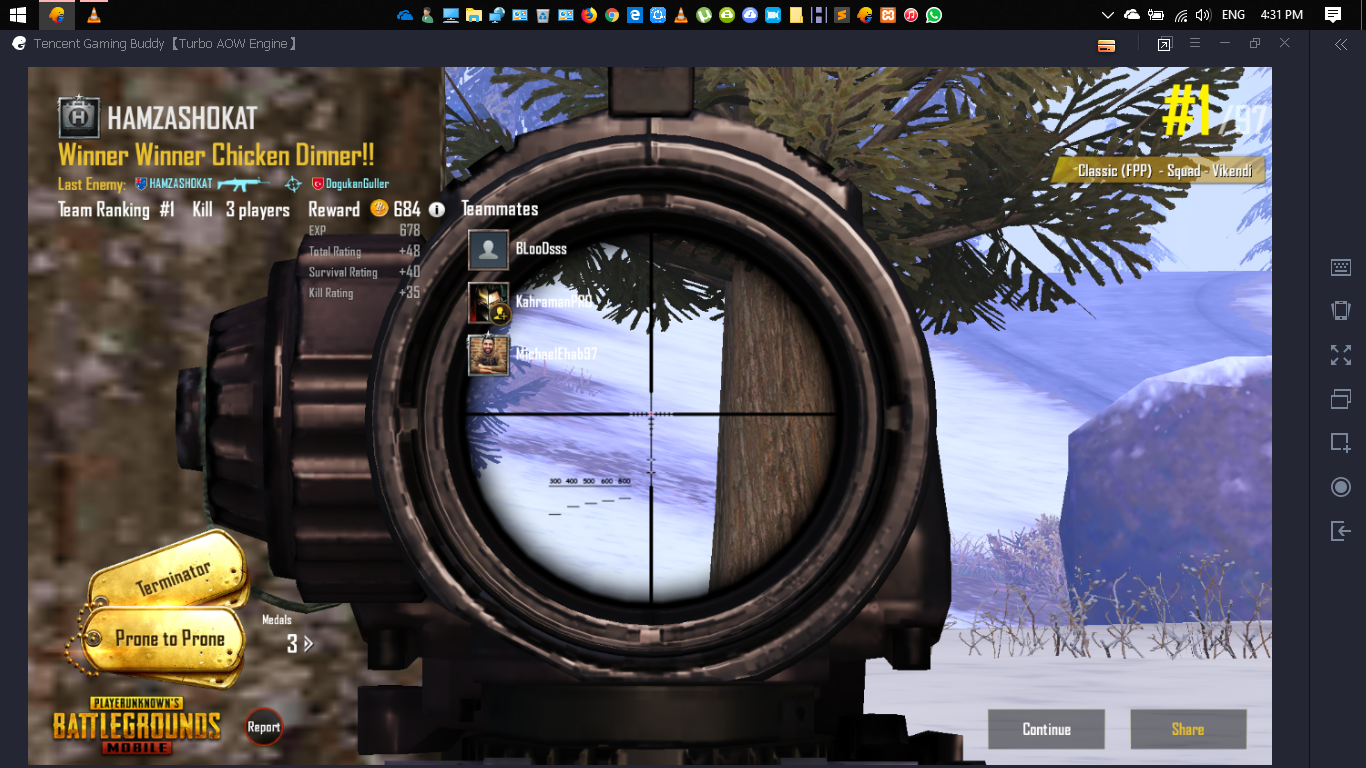 ENG 4:31 PM
Tencent Gaming Buddy【Turbo AOW Engine】
HAMZASHOKAT
#1 /97
Winner Winner Chicken Dinner!!
Classic (FPP) - Squad - Vikendi
Last Enemy: HAMZASHOKAT DogukanGuller
Team Ranking #1 Kill 3 players Reward 684
EXP 678
Total Rating +48
Survival Rating +40
Kill Rating +35
Teammates
BLooDsss
KahramanPRO
MichaelEhab97
300 400 500 600 800
Terminator
Prone to Prone
Medals
3
PLAYERUNKNOWN'S
BATTLEGROUNDS
MOBILE
Report
Continue
Share